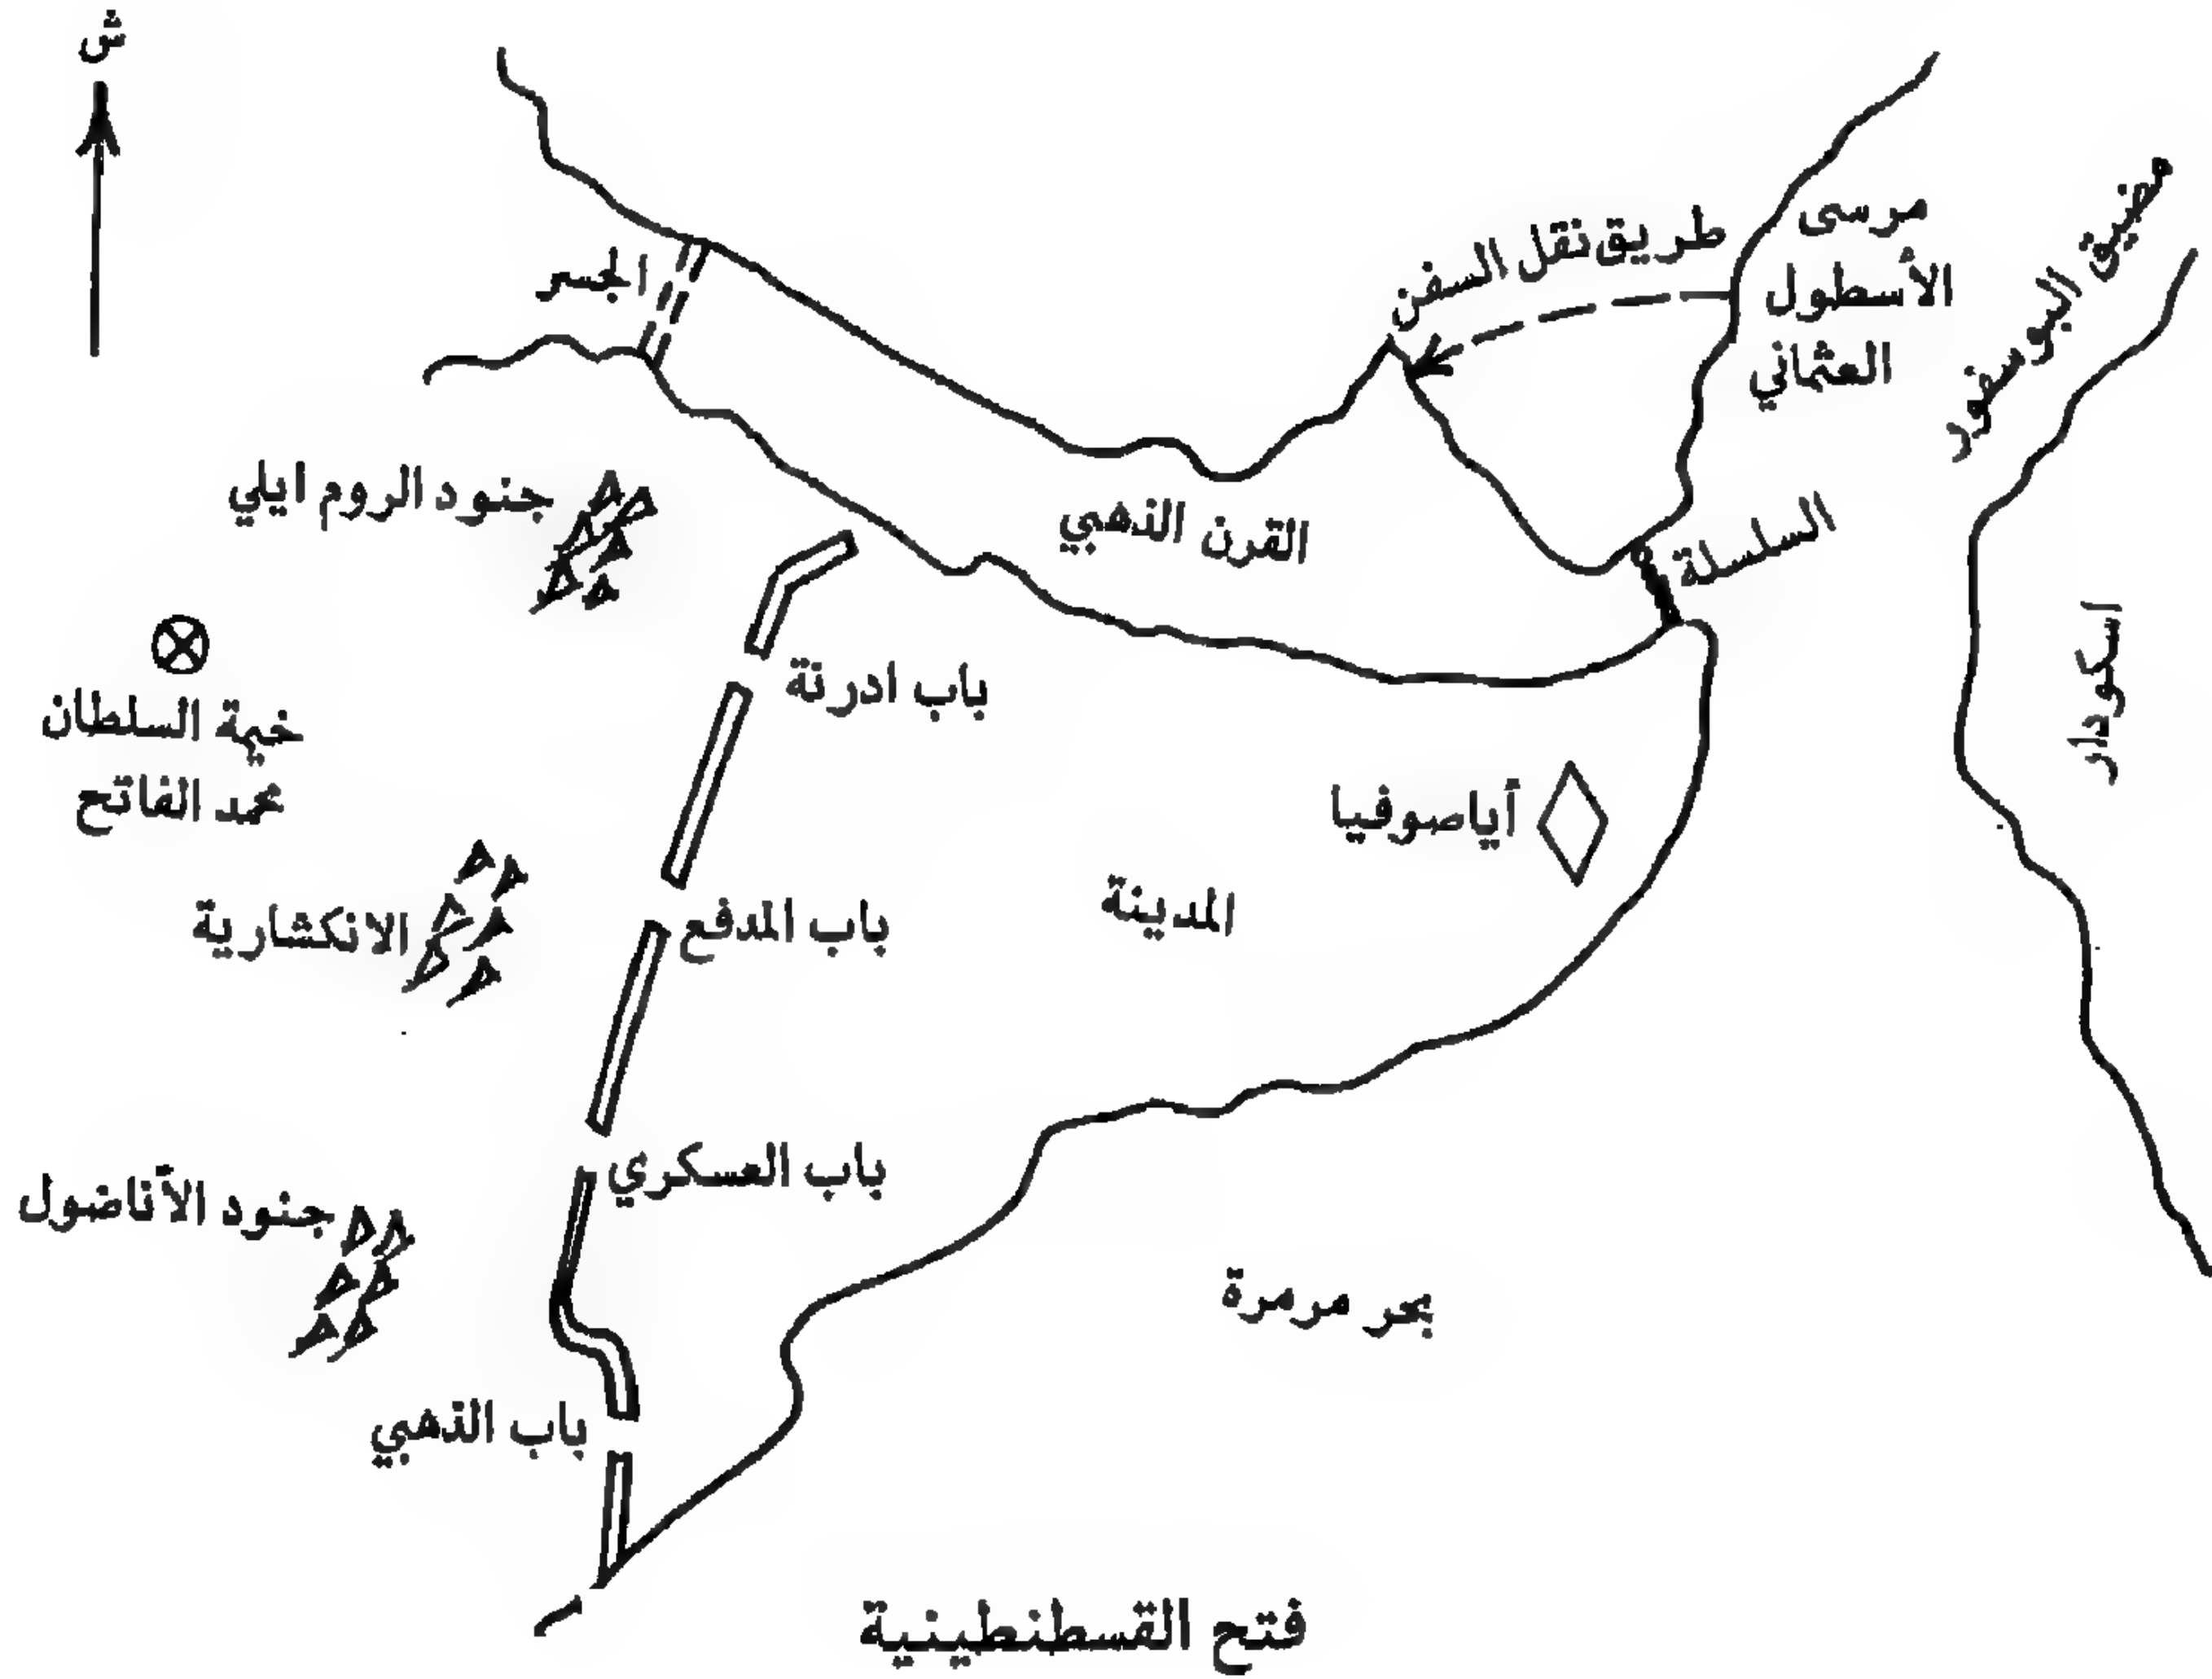 ش
مضيق البوسفور
مرسى
الأسطول
العثماني
طريق نقل السفن
الجسر
جنود الروم ايلي
القرن الذهبي
السلسلة
اسكودار
باب ادرنة
خيمة السلطان
محمد الفاتح
أياصوفيا
المدينة
باب المدفع
الانكشارية
باب العسكري
جنود الأناضول
بحر مرمرة
باب الذهبي
فتح القسطنطينية